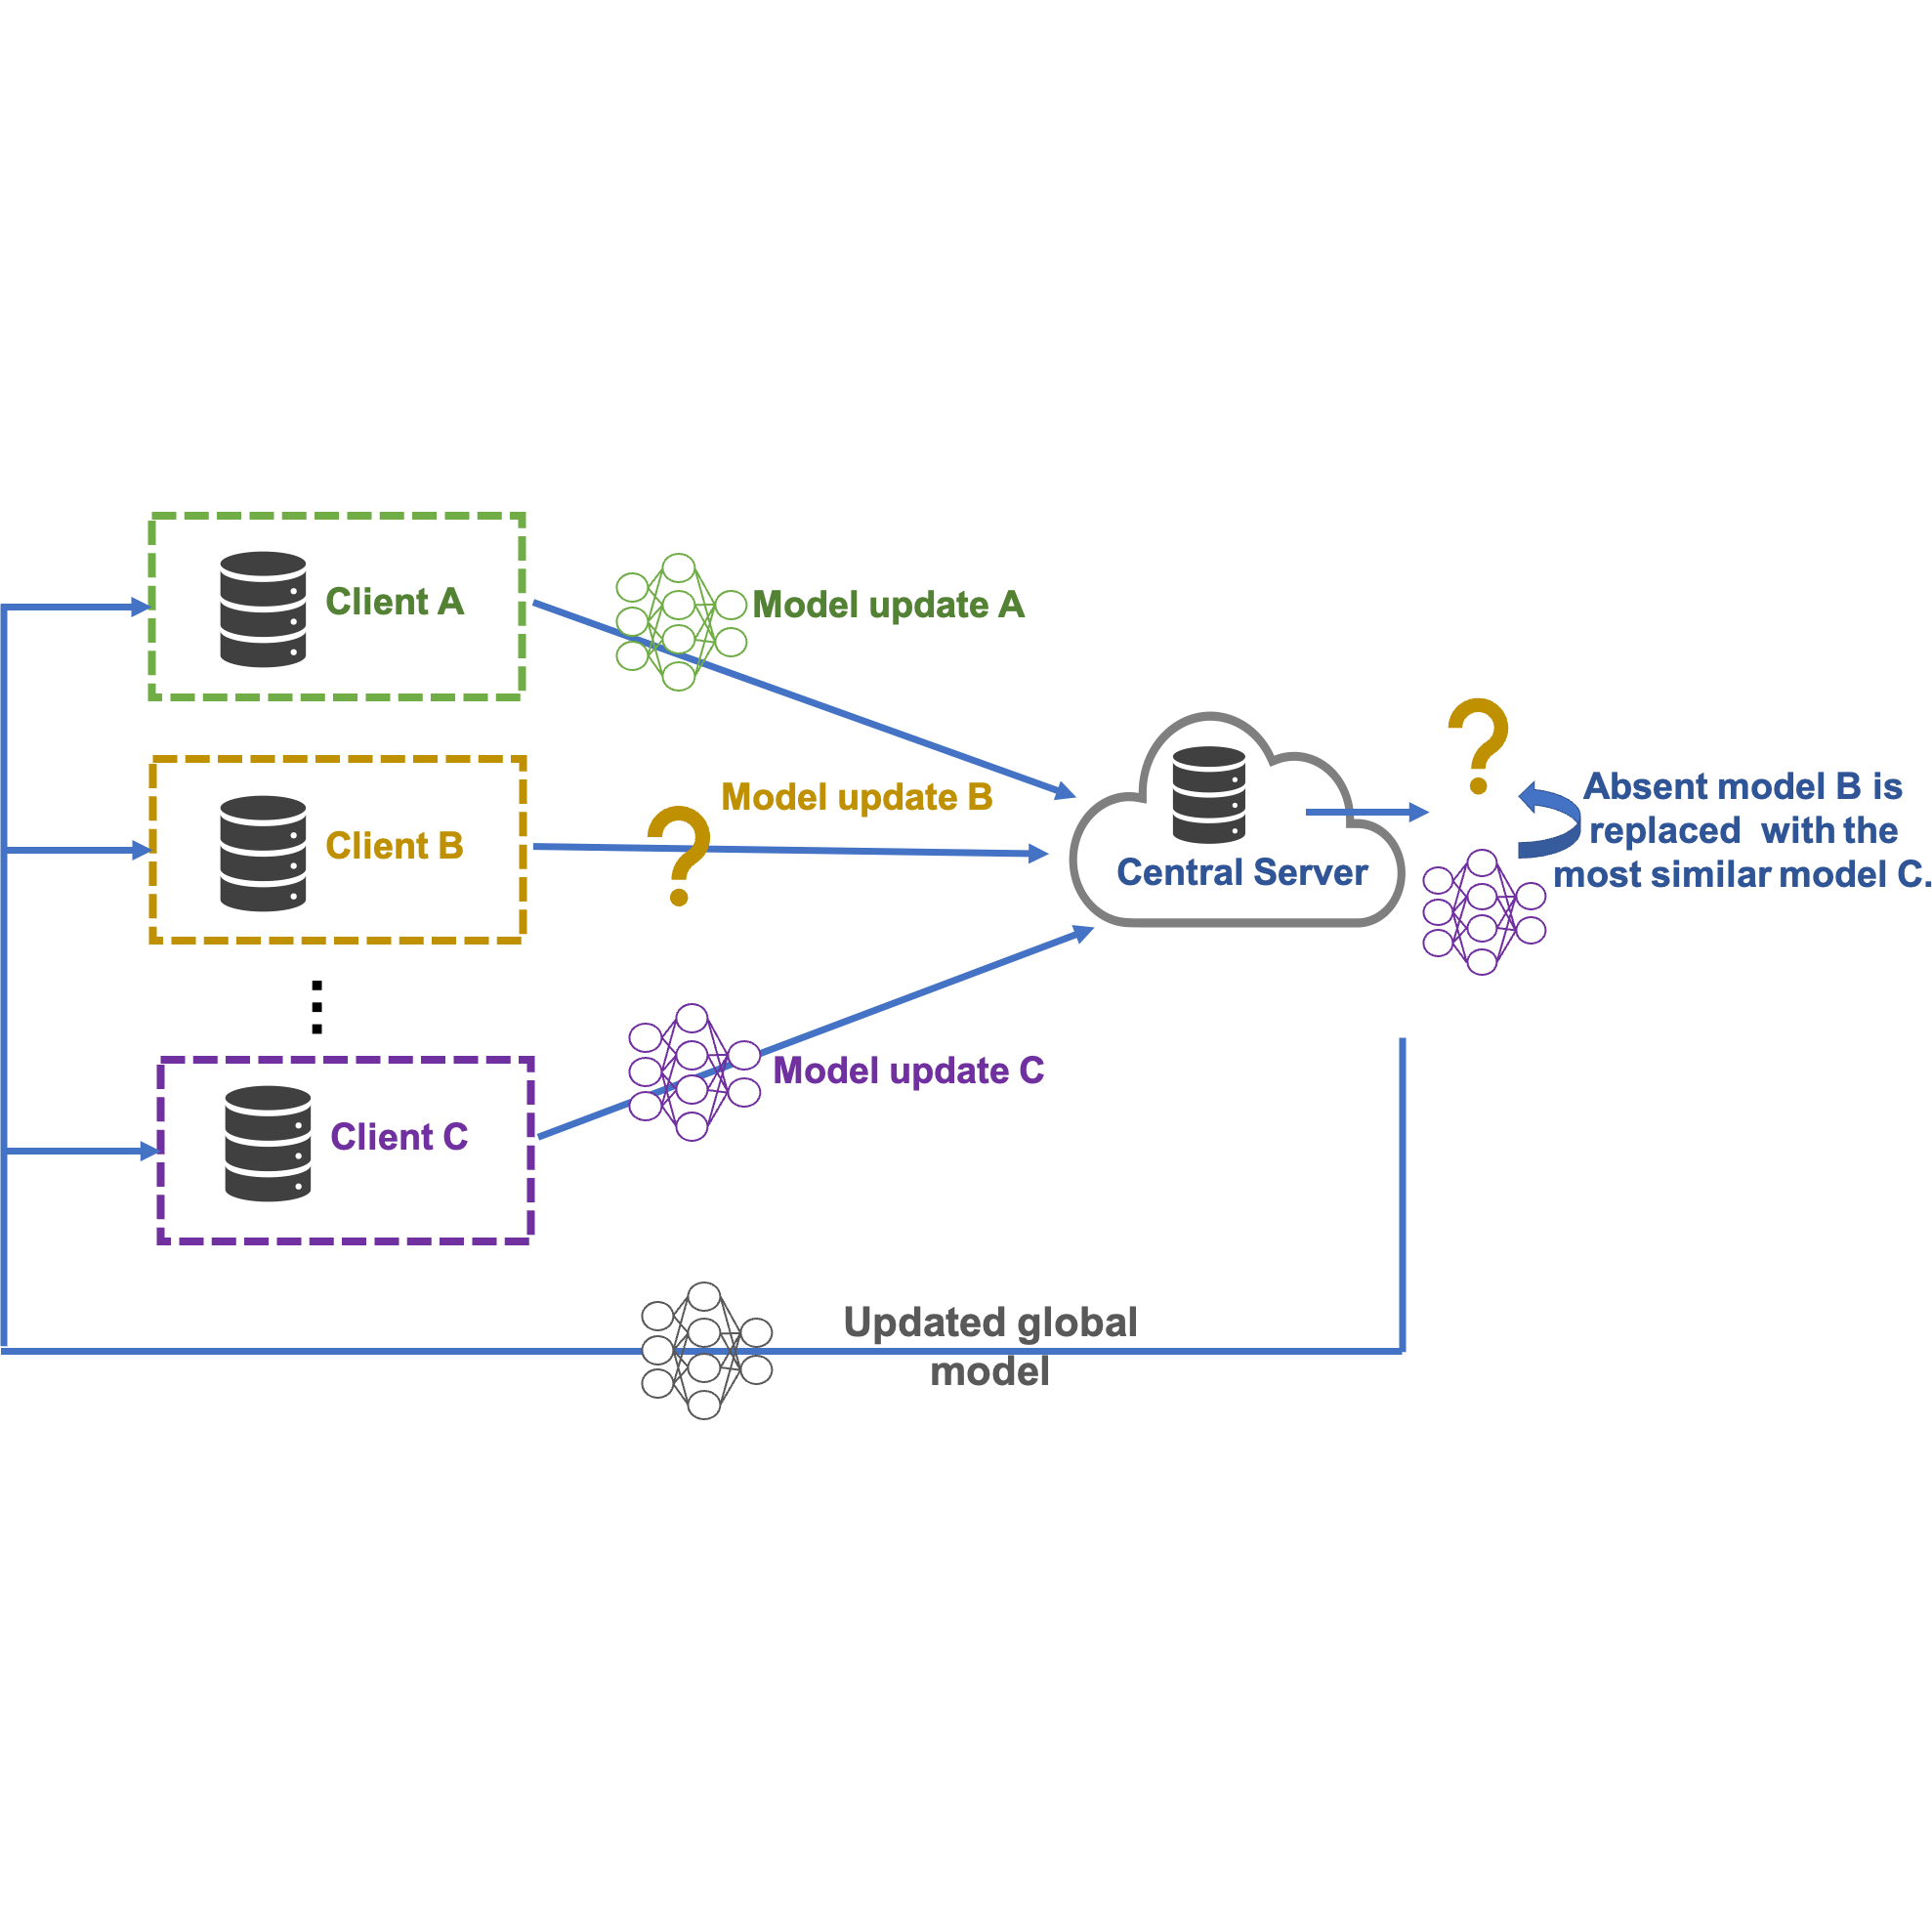 Client A
Model update A
Client B
Model update B
Central Server
Absent model B is
replaced  with the
most similar model C.
Client C
Model update C
Updated global
model